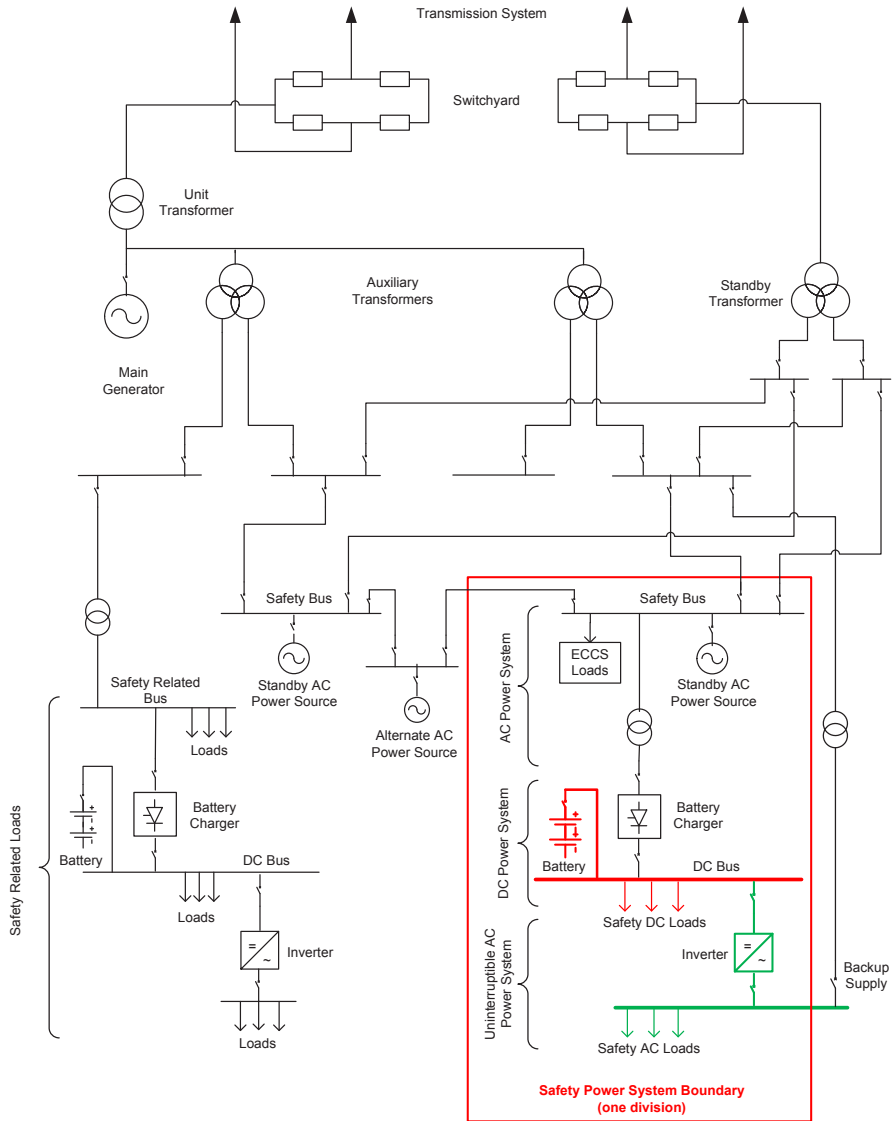 Transmission System
Switchyard
Unit
Transformer
Auxiliary
Transformers
Standby
Transformer
Main
Generator
Safety Bus
Safety Bus
ECCS
Loads
Standby AC
Power Source
Standby AC
Power Source
Alternate AC
Power Source
AC Power System
Safety Related
Bus
Loads
Safety Related Loads
Battery
Charger
Battery
DC Bus
Loads
Inverter
Loads
DC Power System
Battery
Charger
Battery
DC Bus
Safety DC Loads
Uninterruptible AC
Power System
Inverter
Backup
Supply
Safety AC Loads
Safety Power System Boundary
(one division)